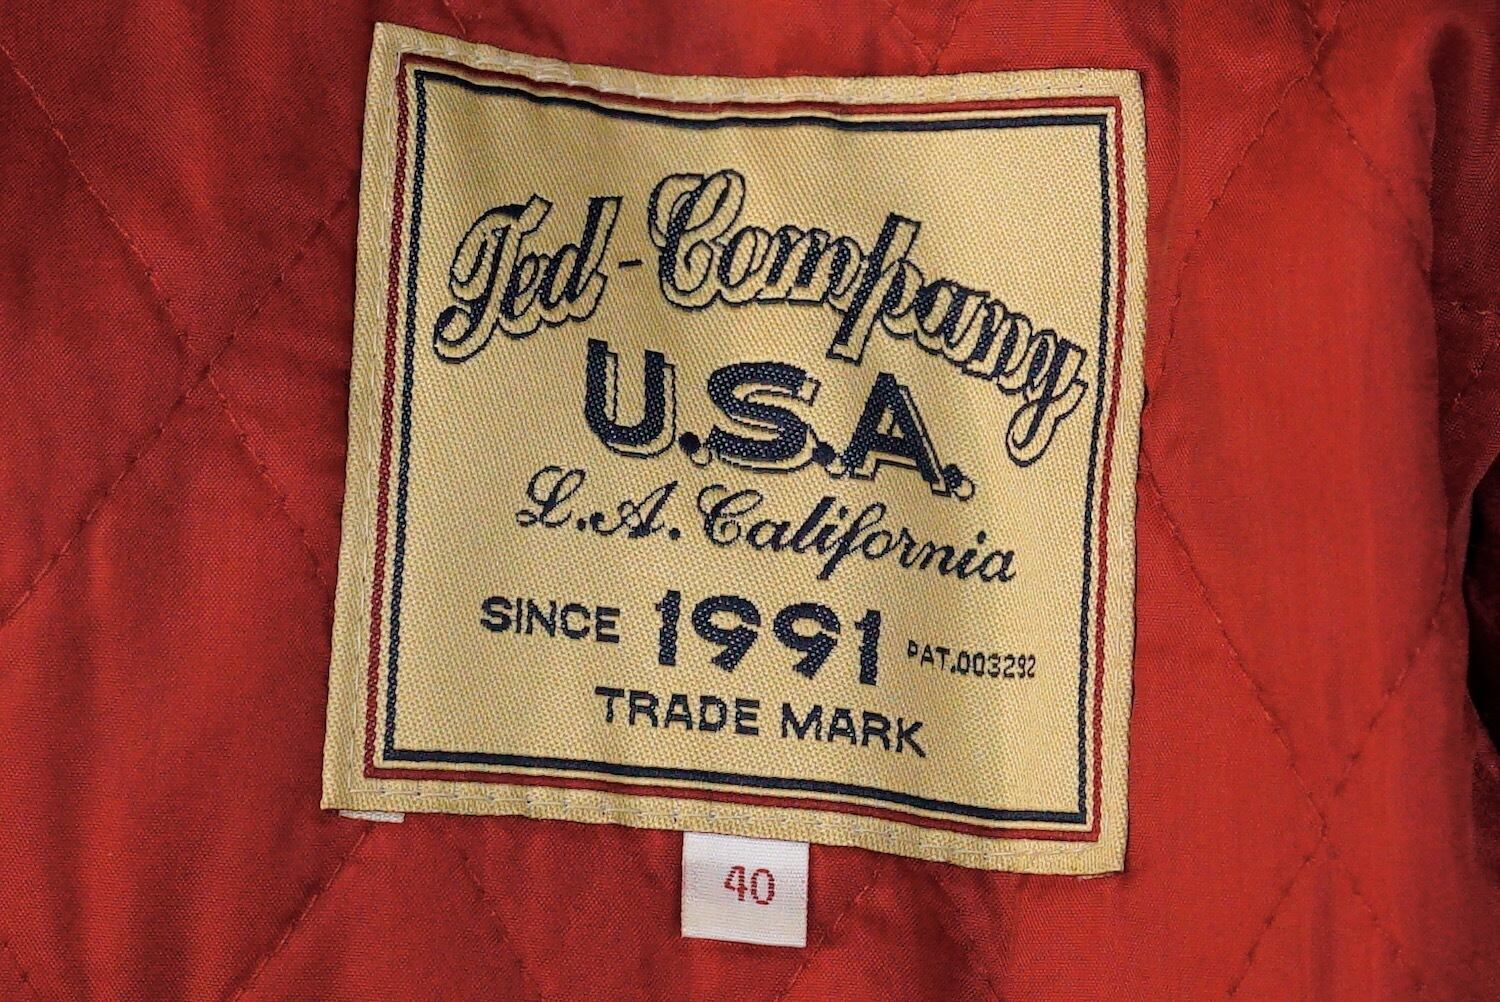 Ted-Company
U.S.A.
L.A. California
SINCE 1991 PAT.003292
TRADE MARK
40